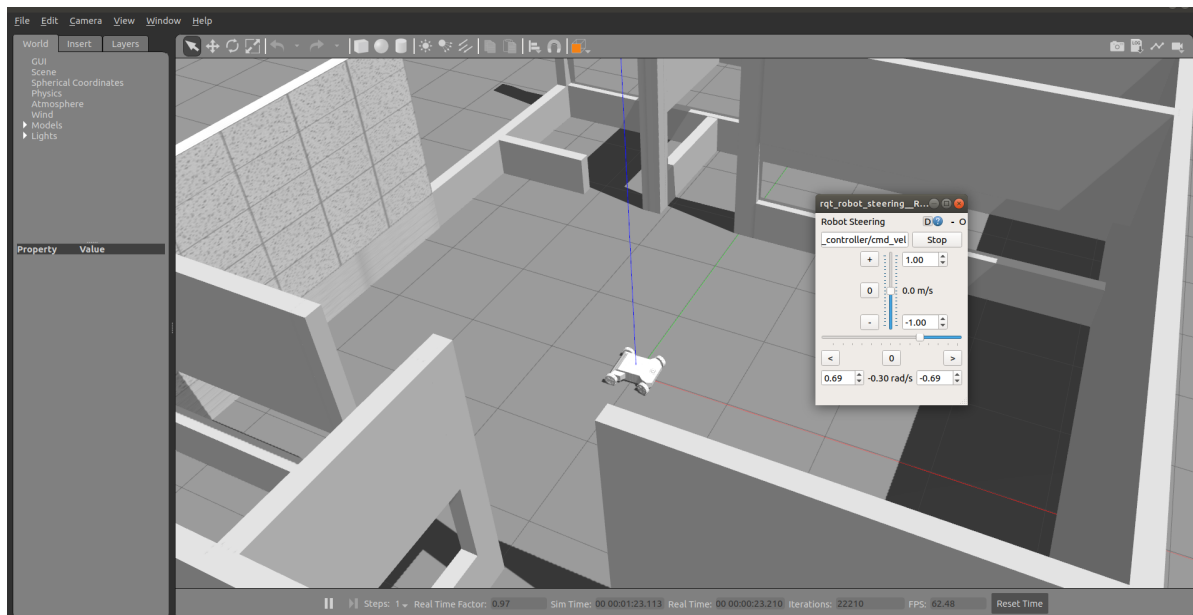 File Edit Camera View Window Help
World Insert Layers
GUI
Scene
Spherical Coordinates
Physics
Atmosphere
Wind
Models
Lights
Property Value
rqt_robot_steering__R...
Robot Steering D ? - O
_controller/cmd_vel Stop
+ 1.00
0 0.0 m/s
- -1.00
< 0 >
0.69 -0.30 rad/s -0.69
Steps: 1 Real Time Factor: 0.97 Sim Time: 00 00:01:23.113 Real Time: 00 00:00:23.210 Iterations: 22210 FPS: 62.48 Reset Time